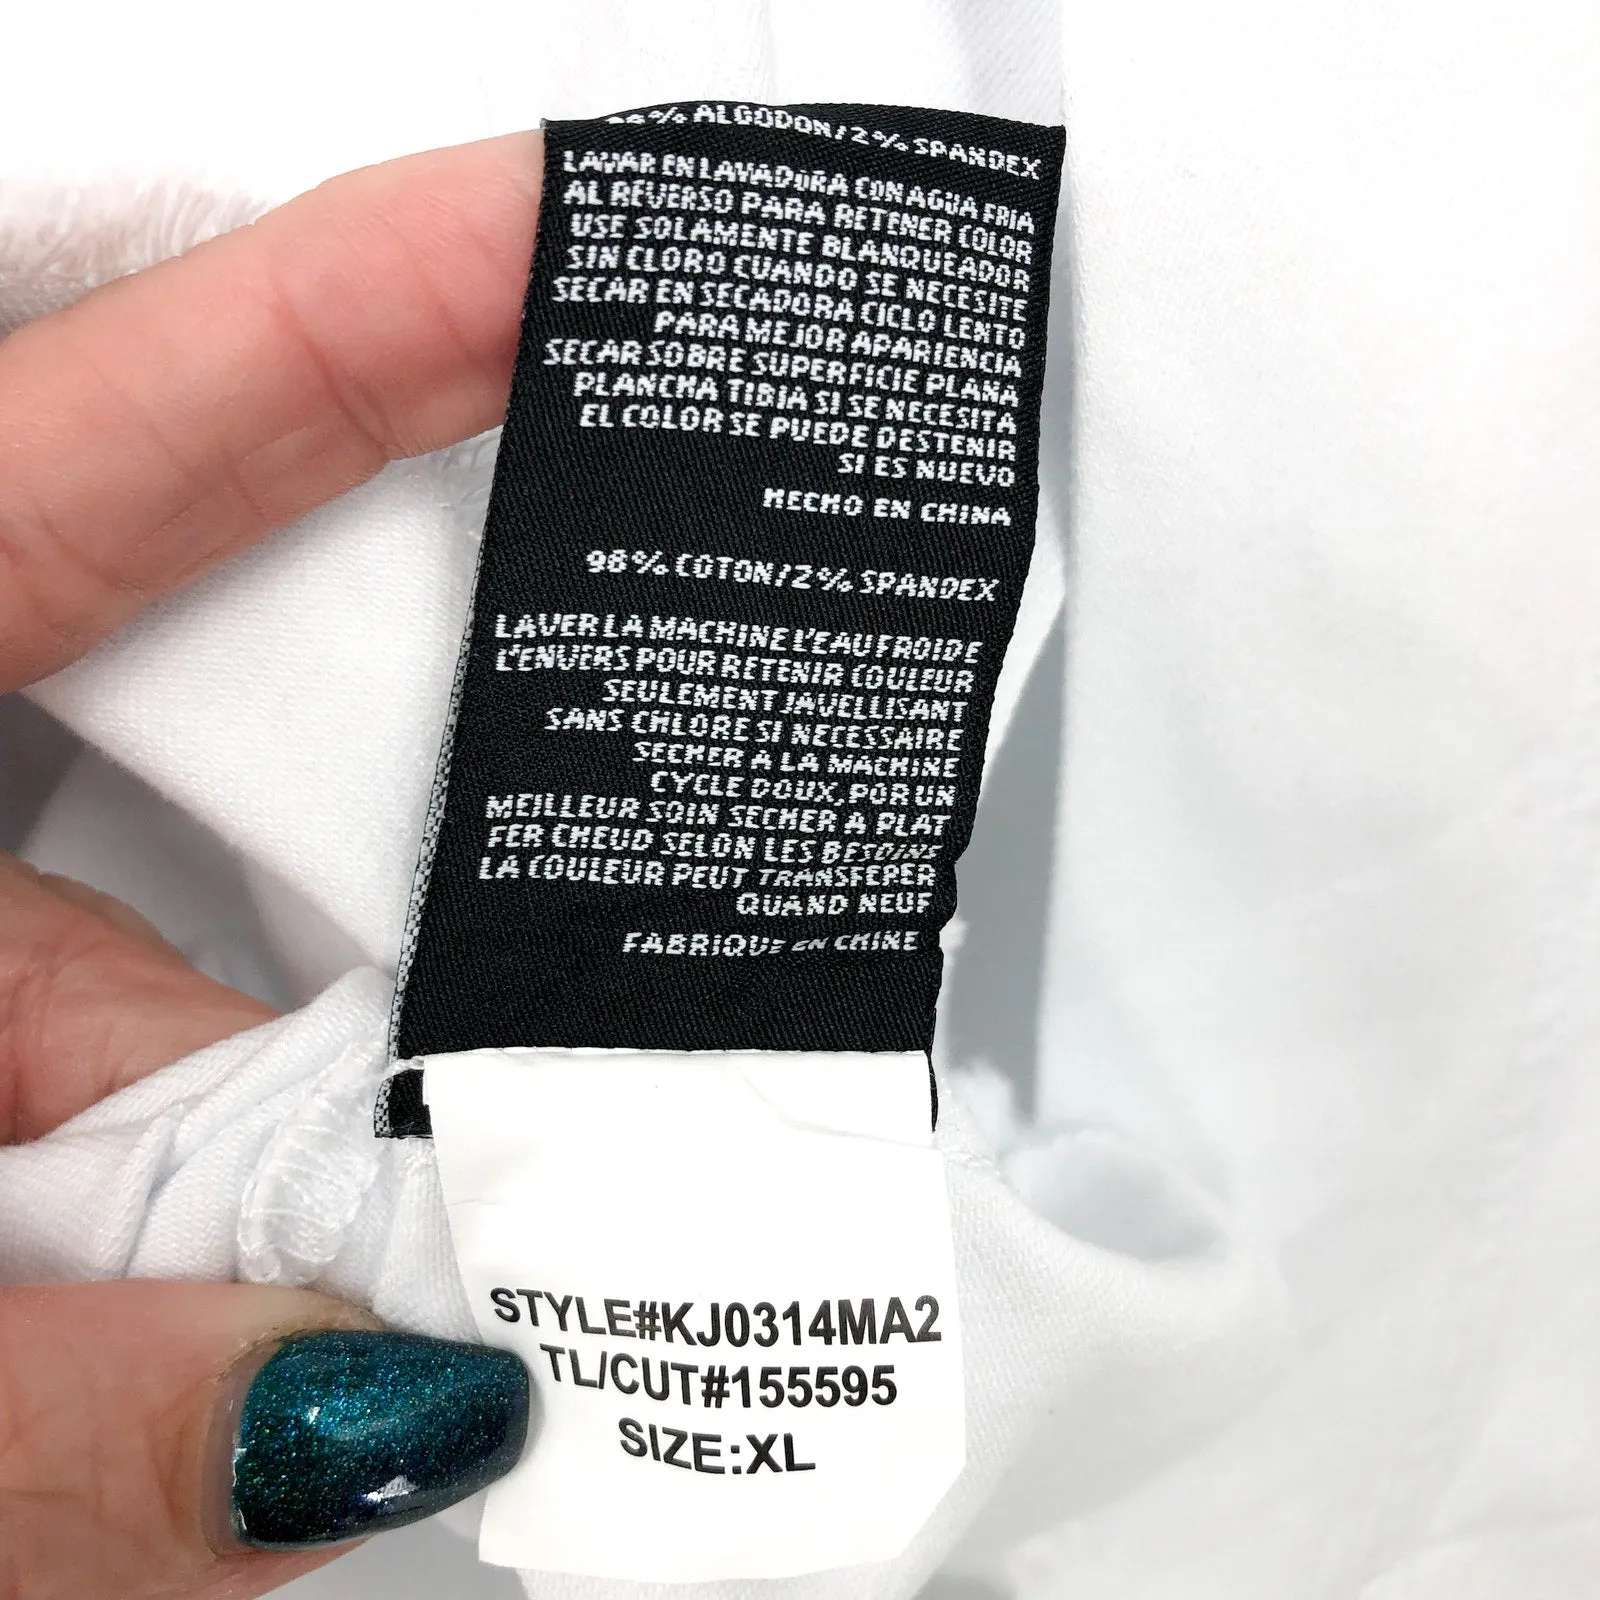 98% ALGODON/2% SPANDEX
LAVAR EN LAVADORA CON AGUA FRIA
AL REVERSO PARA RETENER COLOR
USE SOLAMENTE BLANQUEADOR
SIN CLORO CUANDO SE NECESITE
SECAR EN SECADORA CICLO LENTO
PARA MEJOR APARIENCIA
SECAR SOBRE SUPERFICIE PLANA
PLANCHA TIBIA SI SE NECESITA
EL COLOR SE PUEDE DESTENIR
SI ES NUEVO
HECHO EN CHINA
98% COTON/2% SPANDEX
LAVER LA MACHINE L'EAU FROIDE
L'ENVERS POUR RETENIR COULEUR
SEULEMENT JAVELLISANT
SANS CHLORE SI NECESSAIRE
SECHER A LA MACHINE
CYCLE DOUX, POR UN
MEILLEUR SOIN SECHER A PLAT
FER CHEUD SELON LES BESOINE
LA COULEUR PEUT TRANSFERER
QUAND NEUF
FABRIQUE EN CHINE
STYLE#KJ0314MA2
TL/CUT#155595
SIZE:XL